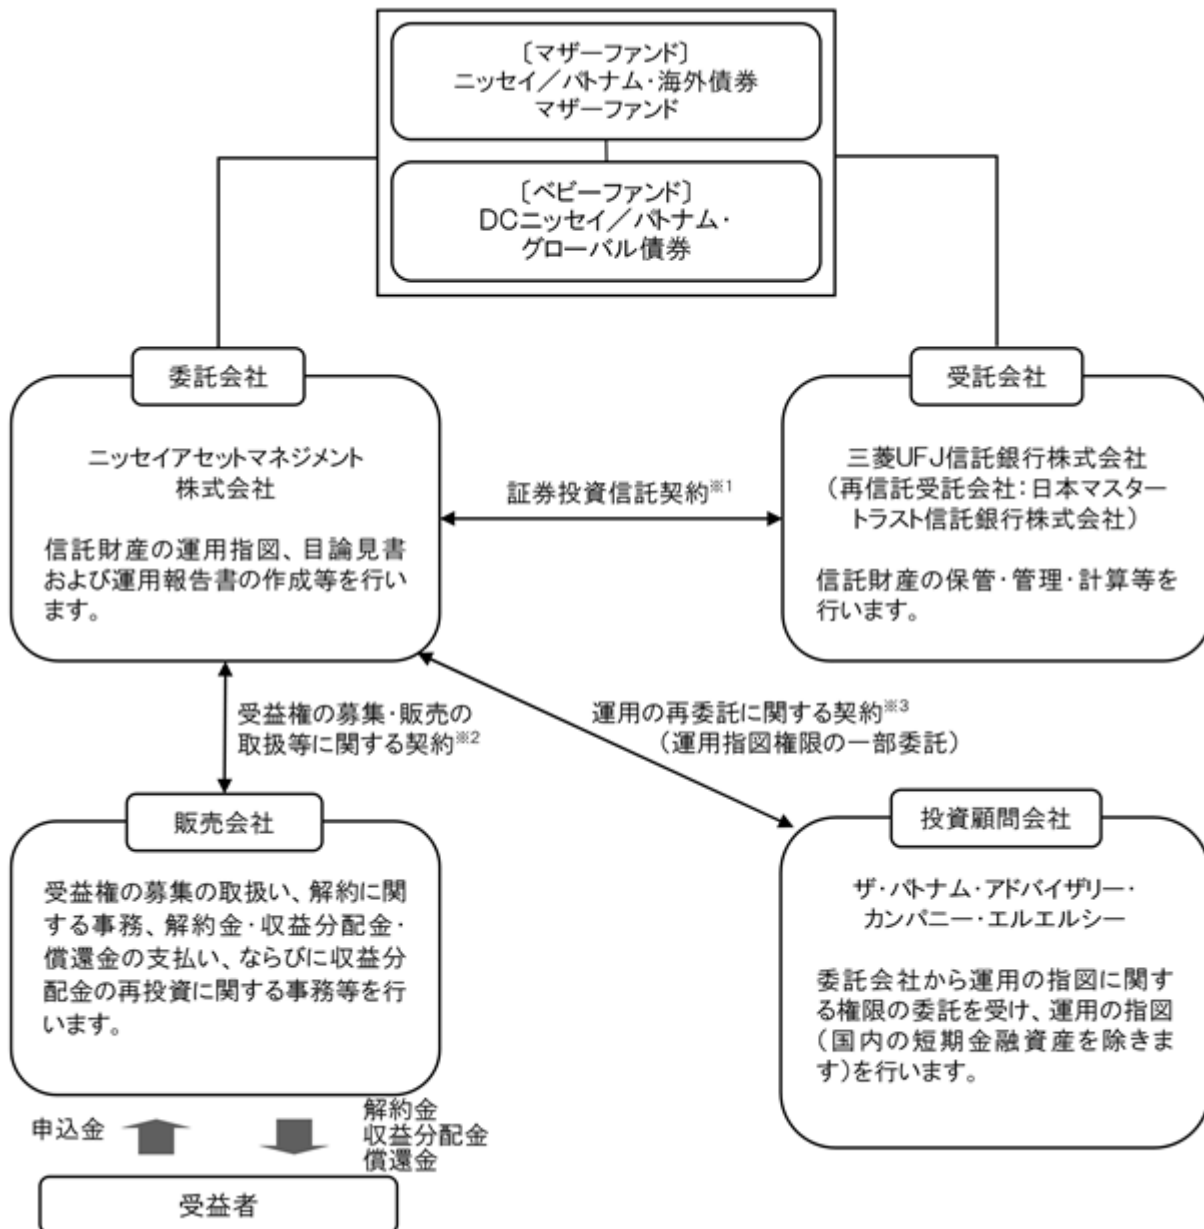 〔マザーファンド〕
ニッセイ／パトナム・海外債券
マザーファンド
〔ベビーファンド〕
DCニッセイ／パトナム・
グローバル債券
委託会社
ニッセイアセットマネジメント
株式会社
信託財産の運用指図、目論見書
および運用報告書の作成等を行い
ます。
証券投資信託契約※1
受託会社
三菱UFJ信託銀行株式会社
（再信託受託会社：日本マスター
トラスト信託銀行株式会社）
信託財産の保管・管理・計算等を
行います。
受益権の募集・販売の
取扱等に関する契約※2
運用の再委託に関する契約※3
（運用指図権限の一部委託）
販売会社
受益権の募集の取扱い、解約に関
する事務、解約金・収益分配金・
償還金の支払い、ならびに収益分
配金の再投資に関する事務等を行
います。
投資顧問会社
ザ・パトナム・アドバイザリー・
カンパニー・エルエルシー
委託会社から運用の指図に関す
る権限の委託を受け、運用の指図
（国内の短期金融資産を除きま
す）を行います。
申込金
解約金
収益分配金
償還金
受益者